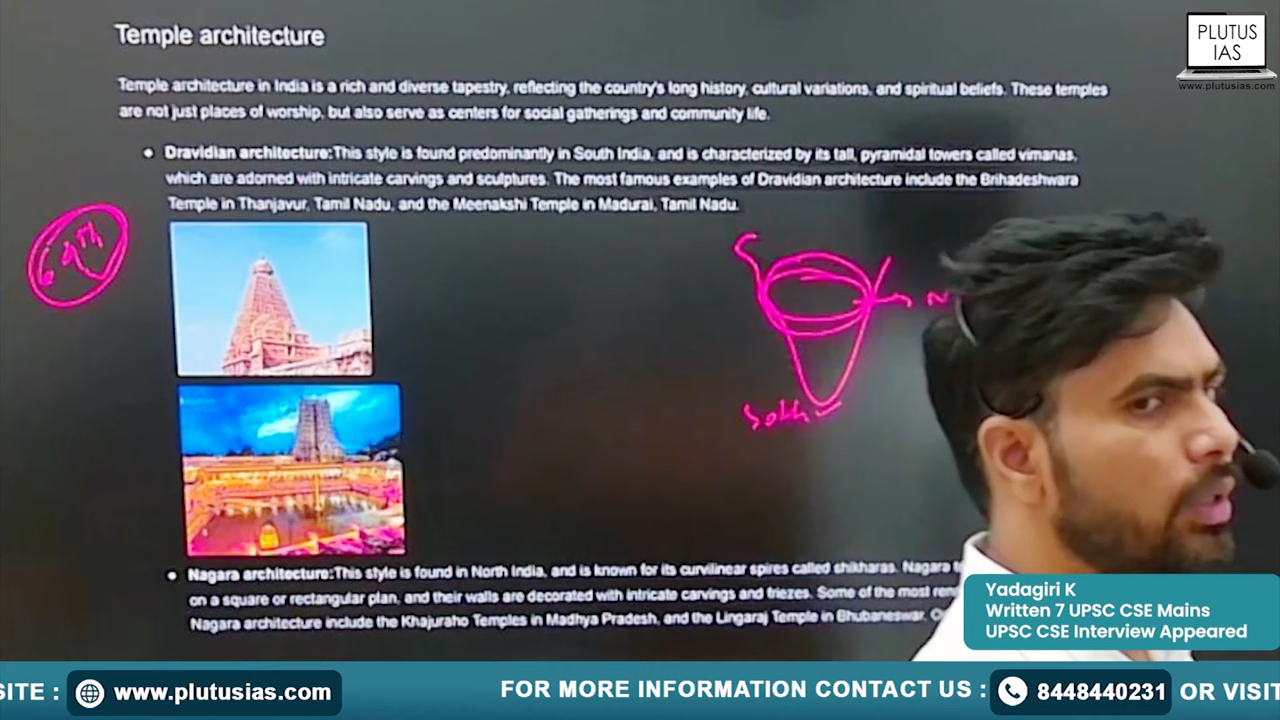 Temple architecture
PLUTUS
IAS
www.plutusias.com
Temple architecture in India is a rich and diverse tapestry, reflecting the country's long history, cultural variations, and spiritual beliefs. These temples
are not just places of worship, but also serve as centers for social gatherings and community life.
• Dravidian architecture:This style is found predominantly in South India, and is characterized by its tall, pyramidal towers called vimanas,
which are adorned with intricate carvings and sculptures. The most famous examples of Dravidian architecture include the Brihadeshwara
Temple in Thanjavur, Tamil Nadu, and the Meenakshi Temple in Madurai, Tamil Nadu.
• Nagara architecture:This style is found in North India, and is known for its curvilinear spires called shikharas. Nagara
on a square or rectangular plan, and their walls are decorated with intricate carvings and friezes. Some of the most
Nagara architecture include the Khajuraho Temples in Madhya Pradesh, and the Lingaraj Temple in Bhubaneswar,
Yadagiri K
Written 7 UPSC CSE Mains
UPSC CSE Interview Appeared
SITE : www.plutusias.com FOR MORE INFORMATION CONTACT US : 8448440231 OR VISIT